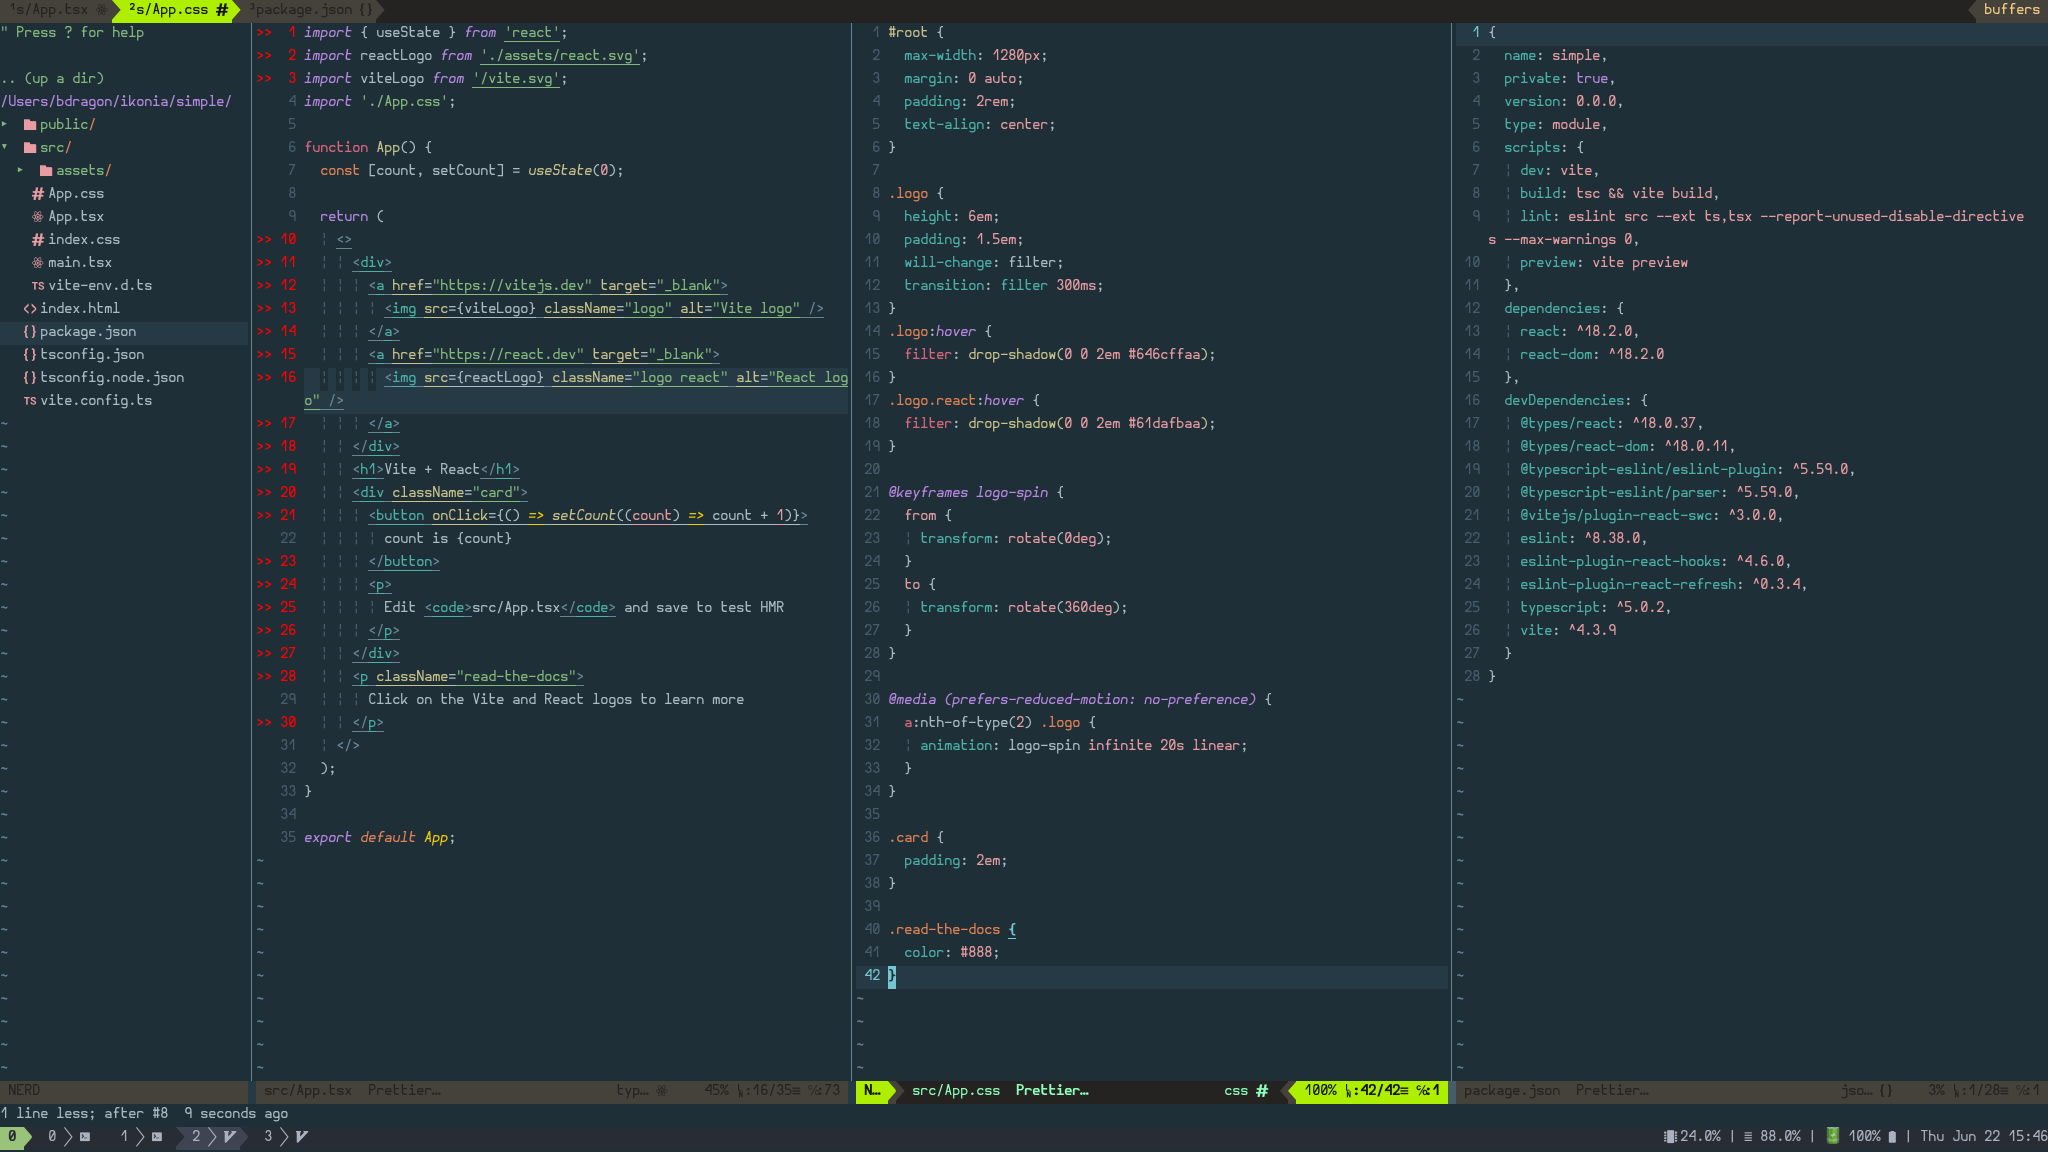 ¹s/App.tsx ²s/App.css # ³package.json {} buffers
" Press ? for help
.. (up a dir)
/Users/bdragon/ikonia/simple/
▸ public/
▾ src/
▸ assets/
# App.css
App.tsx
# index.css
main.tsx
TS vite-env.d.ts
<> index.html
{} package.json
{} tsconfig.json
{} tsconfig.node.json
TS vite.config.ts
>> 1 import { useState } from 'react';
>> 2 import reactLogo from './assets/react.svg';
>> 3 import viteLogo from '/vite.svg';
4 import './App.css';
5
6 function App() {
7 const [count, setCount] = useState(0);
8
9 return (
>> 10 <>
>> 11 <div>
>> 12 <a href="https://vitejs.dev" target="_blank">
>> 13 <img src={viteLogo} className="logo" alt="Vite logo" />
>> 14 </a>
>> 15 <a href="https://react.dev" target="_blank">
>> 16 <img src={reactLogo} className="logo react" alt="React log
o" />
>> 17 </a>
>> 18 </div>
>> 19 <h1>Vite + React</h1>
>> 20 <div className="card">
>> 21 <button onClick={() => setCount((count) => count + 1)}>
22 count is {count}
>> 23 </button>
>> 24 <p>
>> 25 Edit <code>src/App.tsx</code> and save to test HMR
>> 26 </p>
>> 27 </div>
>> 28 <p className="read-the-docs">
29 Click on the Vite and React logos to learn more
>> 30 </p>
31 </>
32 );
33 }
34
35 export default App;
1 #root {
2 max-width: 1280px;
3 margin: 0 auto;
4 padding: 2rem;
5 text-align: center;
6 }
7
8 .logo {
9 height: 6em;
10 padding: 1.5em;
11 will-change: filter;
12 transition: filter 300ms;
13 }
14 .logo:hover {
15 filter: drop-shadow(0 0 2em #646cffaa);
16 }
17 .logo.react:hover {
18 filter: drop-shadow(0 0 2em #61dafbaa);
19 }
20
21 @keyframes logo-spin {
22 from {
23 transform: rotate(0deg);
24 }
25 to {
26 transform: rotate(360deg);
27 }
28 }
29
30 @media (prefers-reduced-motion: no-preference) {
31 a:nth-of-type(2) .logo {
32 animation: logo-spin infinite 20s linear;
33 }
34 }
35
36 .card {
37 padding: 2em;
38 }
39
40 .read-the-docs {
41 color: #888;
42 }
1 {
2 name: simple,
3 private: true,
4 version: 0.0.0,
5 type: module,
6 scripts: {
7 dev: vite,
8 build: tsc && vite build,
9 lint: eslint src --ext ts,tsx --report-unused-disable-directive
s --max-warnings 0,
10 preview: vite preview
11 },
12 dependencies: {
13 react: ^18.2.0,
14 react-dom: ^18.2.0
15 },
16 devDependencies: {
17 @types/react: ^18.0.37,
18 @types/react-dom: ^18.0.11,
19 @typescript-eslint/eslint-plugin: ^5.59.0,
20 @typescript-eslint/parser: ^5.59.0,
21 @vitejs/plugin-react-swc: ^3.0.0,
22 eslint: ^8.38.0,
23 eslint-plugin-react-hooks: ^4.6.0,
24 eslint-plugin-react-refresh: ^0.3.4,
25 typescript: ^5.0.2,
26 vite: ^4.3.9
27 }
28 }
NERD
src/App.tsx Prettier… typ… 45% :16/35≡ ℅:73
N… src/App.css Prettier… css # 100% :42/42≡ ℅:1
package.json Prettier… jso… {} 3% :1/28≡ ℅:1
1 line less; after #8 9 seconds ago
0 0 1 2 3 24.0% | ≡ 88.0% | 100% | Thu Jun 22 15:46